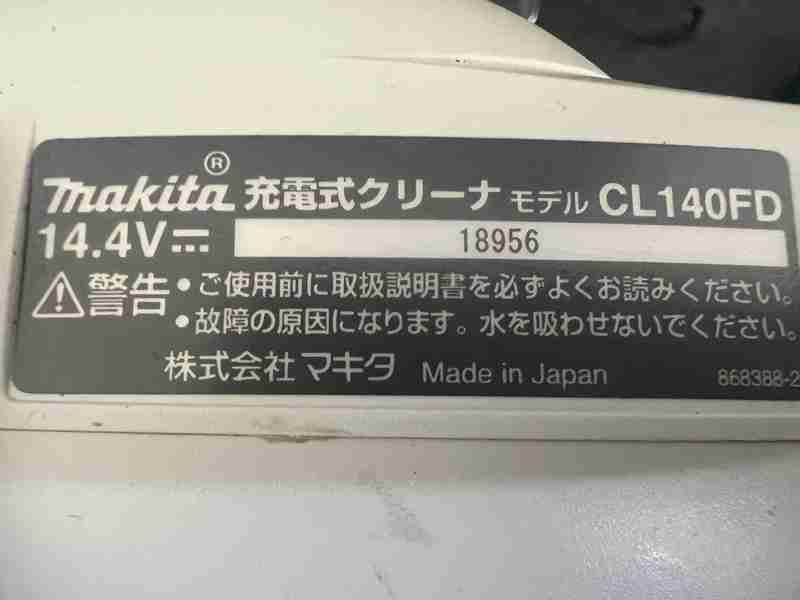 makita® 充電式クリーナ モデル CL140FD
14.4V⎓ 18956
⚠警告 •ご使用前に取扱説明書を必ずよくお読みください。
•故障の原因になります。水を吸わせないでください。
株式会社 マキタ Made in Japan 868388-2